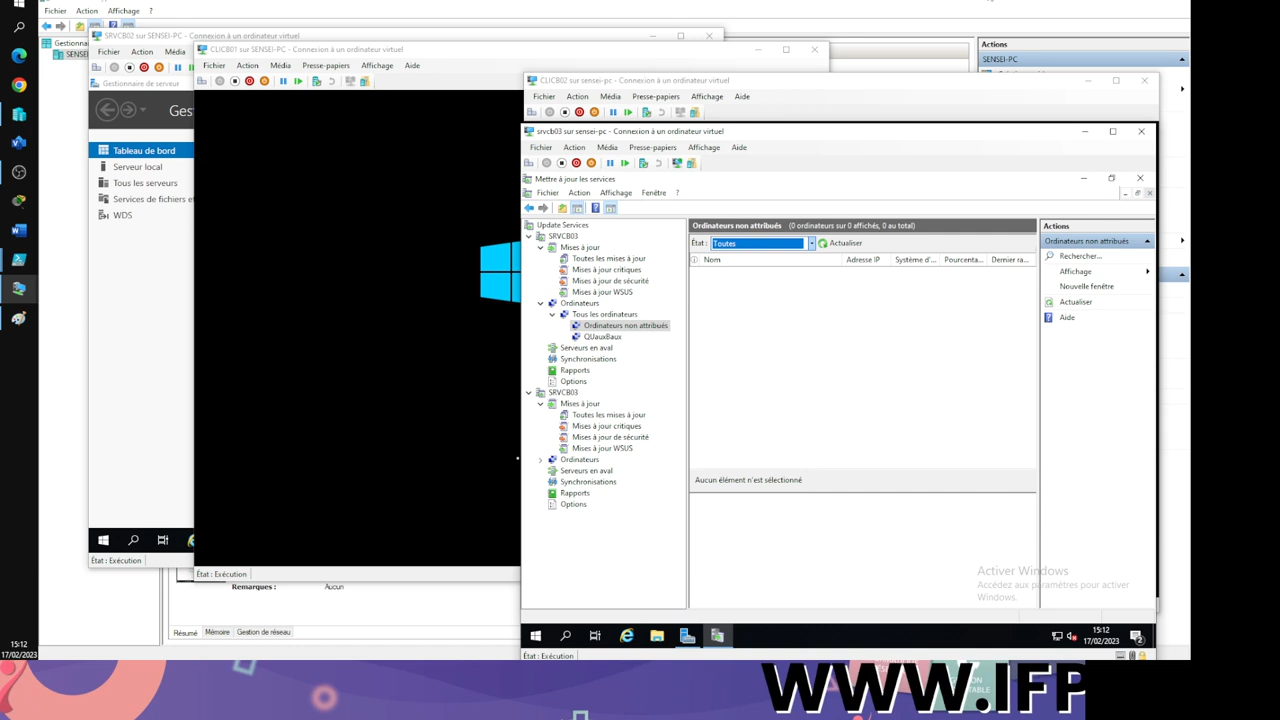 Fichier Action Affichage ?
Gestionna
SENSEI
Actions
SENSEI-PC
SRVCB02 sur SENSEI-PC - Connexion à un ordinateur virtuel
Fichier Action Média
Gestionnaire de serveur
Ges
Tableau de bord
Serveur local
Tous les serveurs
Services de fichiers et
WDS
État : Exécution
CLICB01 sur SENSEI-PC - Connexion à un ordinateur virtuel
Fichier Action Média Presse-papiers Affichage Aide
État : Exécution
Remarques : Aucun
Résumé Mémoire Gestion de réseau
CLICB02 sur sensei-pc - Connexion à un ordinateur virtuel
Fichier Action Média Presse-papiers Affichage Aide
srvcb03 sur sensei-pc - Connexion à un ordinateur virtuel
Fichier Action Média Presse-papiers Affichage Aide
Mettre à jour les services
Fichier Action Affichage Fenêtre ?
Update Services
SRVCB03
Mises à jour
Toutes les mises à jour
Mises à jour critiques
Mises à jour de sécurité
Mises à jour WSUS
Ordinateurs
Tous les ordinateurs
Ordinateurs non attribués
QUauxBaux
Serveurs en aval
Synchronisations
Rapports
Options
SRVCB03
Mises à jour
Toutes les mises à jour
Mises à jour critiques
Mises à jour de sécurité
Mises à jour WSUS
Ordinateurs
Serveurs en aval
Synchronisations
Rapports
Options
Ordinateurs non attribués (0 ordinateurs sur 0 affichés, 0 au total)
État : Toutes Actualiser
Nom Adresse IP Système d'... Pourcenta... Dernier ra...
Aucun élément n'est sélectionné
Actions
Ordinateurs non attribués
Rechercher...
Affichage
Nouvelle fenêtre
Actualiser
Aide
Activer Windows
Accédez aux paramètres pour activer
Windows.
15:12
17/02/2023
État : Exécution
15:12
17/02/2023
WWW.IFP